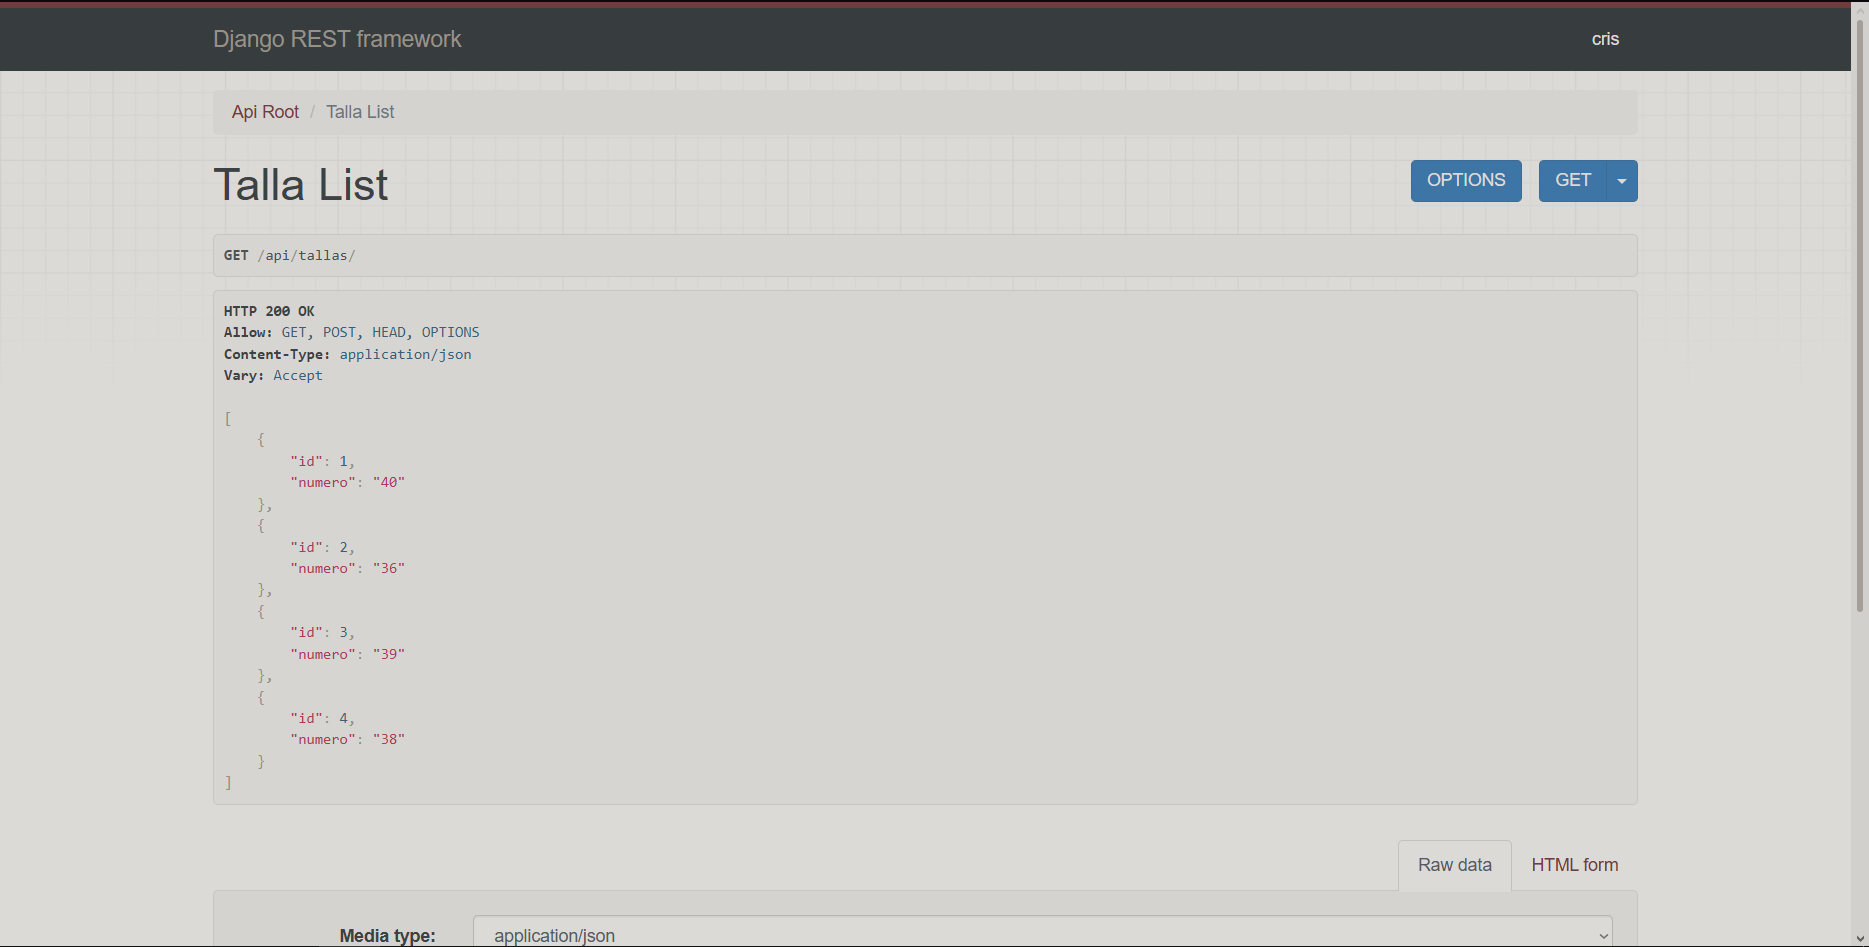 Django REST framework
cris
Api Root / Talla List
Talla List
OPTIONS
GET
GET /api/tallas/
HTTP 200 OK
Allow: GET, POST, HEAD, OPTIONS
Content-Type: application/json
Vary: Accept
[
    {
        "id": 1,
        "numero": "40"
    },
    {
        "id": 2,
        "numero": "36"
    },
    {
        "id": 3,
        "numero": "39"
    },
    {
        "id": 4,
        "numero": "38"
    }
]
Raw data
HTML form
Media type:
application/json